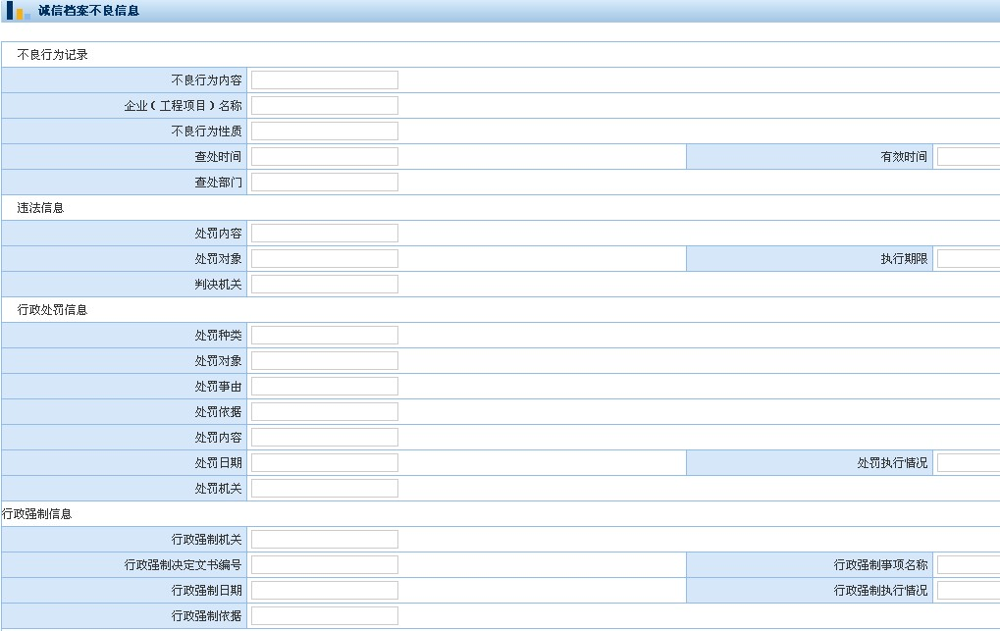 诚信档案不良信息
不良行为记录
不良行为内容
企业（工程项目）名称
不良行为性质
查处时间 有效时间
查处部门
违法信息
处罚内容
处罚对象 执行期限
判决机关
行政处罚信息
处罚种类
处罚对象
处罚事由
处罚依据
处罚内容
处罚日期 处罚执行情况
处罚机关
行政强制信息
行政强制机关
行政强制决定文书编号 行政强制事项名称
行政强制日期 行政强制执行情况
行政强制依据